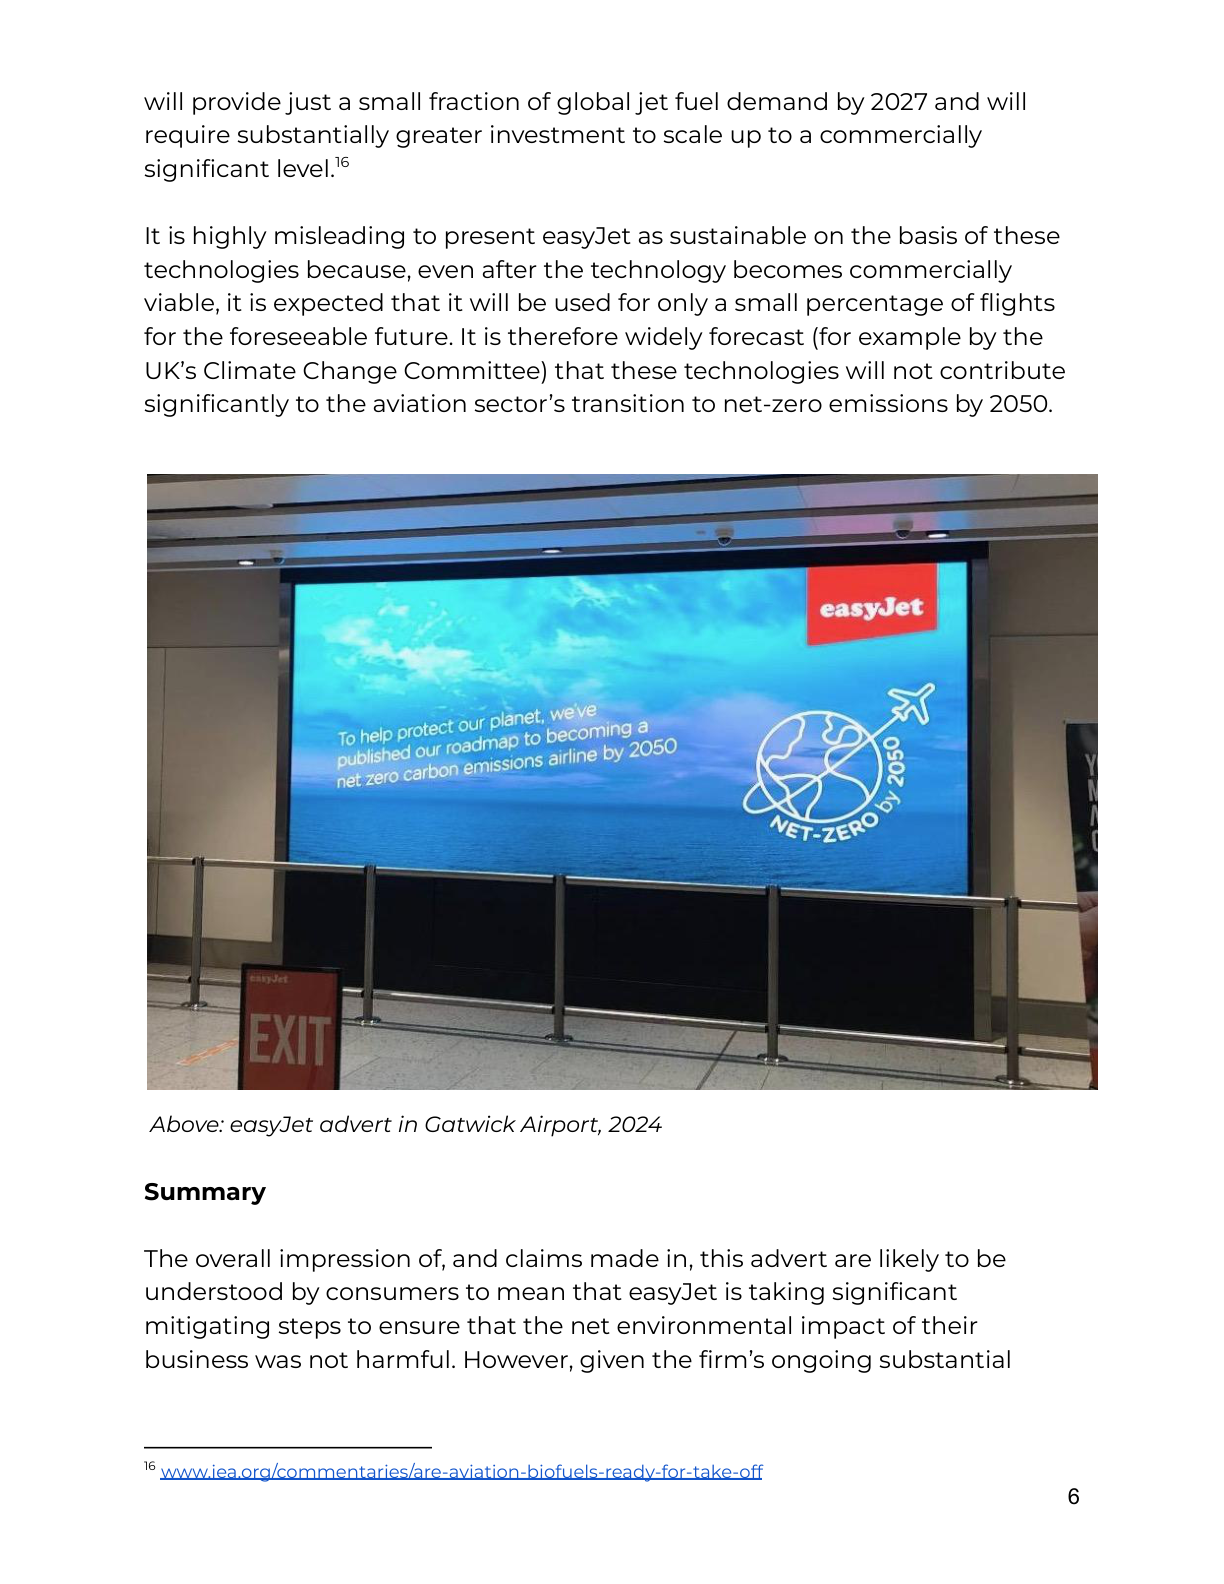 will provide just a small fraction of global jet fuel demand by 2027 and will
require substantially greater investment to scale up to a commercially
significant level.16
It is highly misleading to present easyJet as sustainable on the basis of these
technologies because, even after the technology becomes commercially
viable, it is expected that it will be used for only a small percentage of flights
for the foreseeable future. It is therefore widely forecast (for example by the
UK’s Climate Change Committee) that these technologies will not contribute
significantly to the aviation sector’s transition to net-zero emissions by 2050.
easyJet
To help protect our planet, we've
published our roadmap to becoming a
net zero carbon emissions airline by 2050
NET-ZERO by 2050
easyJet
EXIT
Above: easyJet advert in Gatwick Airport, 2024
Summary
The overall impression of, and claims made in, this advert are likely to be
understood by consumers to mean that easyJet is taking significant
mitigating steps to ensure that the net environmental impact of their
business was not harmful. However, given the firm’s ongoing substantial
16 www.iea.org/commentaries/are-aviation-biofuels-ready-for-take-off
6